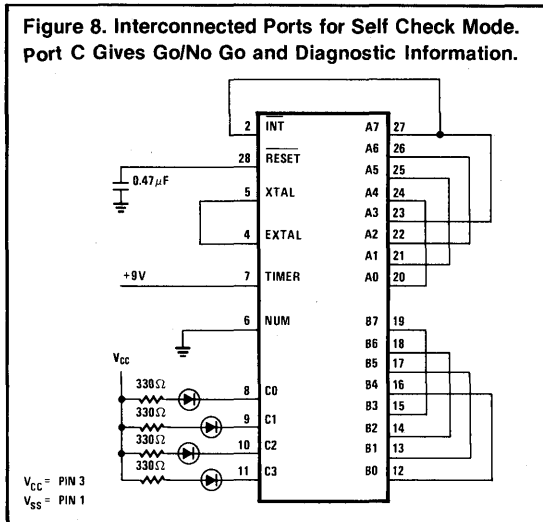 Figure 8. Interconnected Ports for Self Check Mode.
Port C Gives Go/No Go and Diagnostic Information.
2 INT A7 27
A6 26
28 RESET A5 25
0.47μF
5 XTAL A4 24
A3 23
4 EXTAL A2 22
A1 21
+9V 7 TIMER A0 20
6 NUM B7 19
B6 18
VCC B5 17
B4 16
330Ω 8 C0 B3 15
330Ω 9 C1 B2 14
330Ω 10 C2 B1 13
330Ω 11 C3 B0 12
VCC = PIN 3
VSS = PIN 1